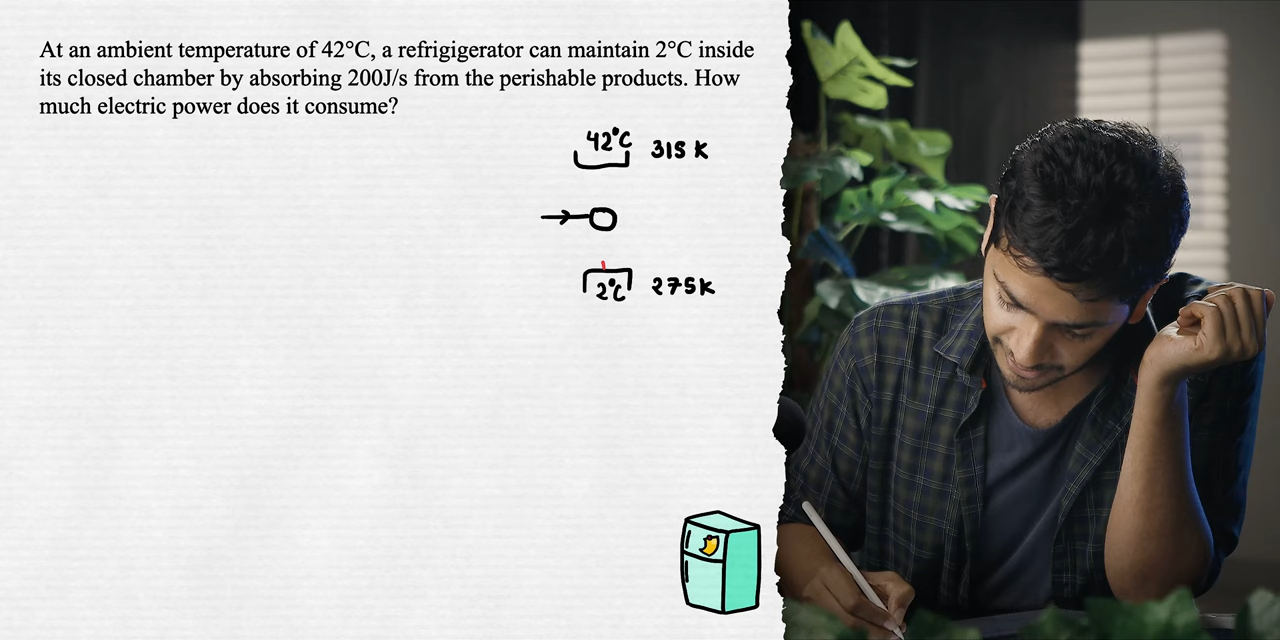 At an ambient temperature of 42°C, a refrigigerator can maintain 2°C inside
its closed chamber by absorbing 200J/s from the perishable products. How
much electric power does it consume?
42°C 315 K
2°C 275K